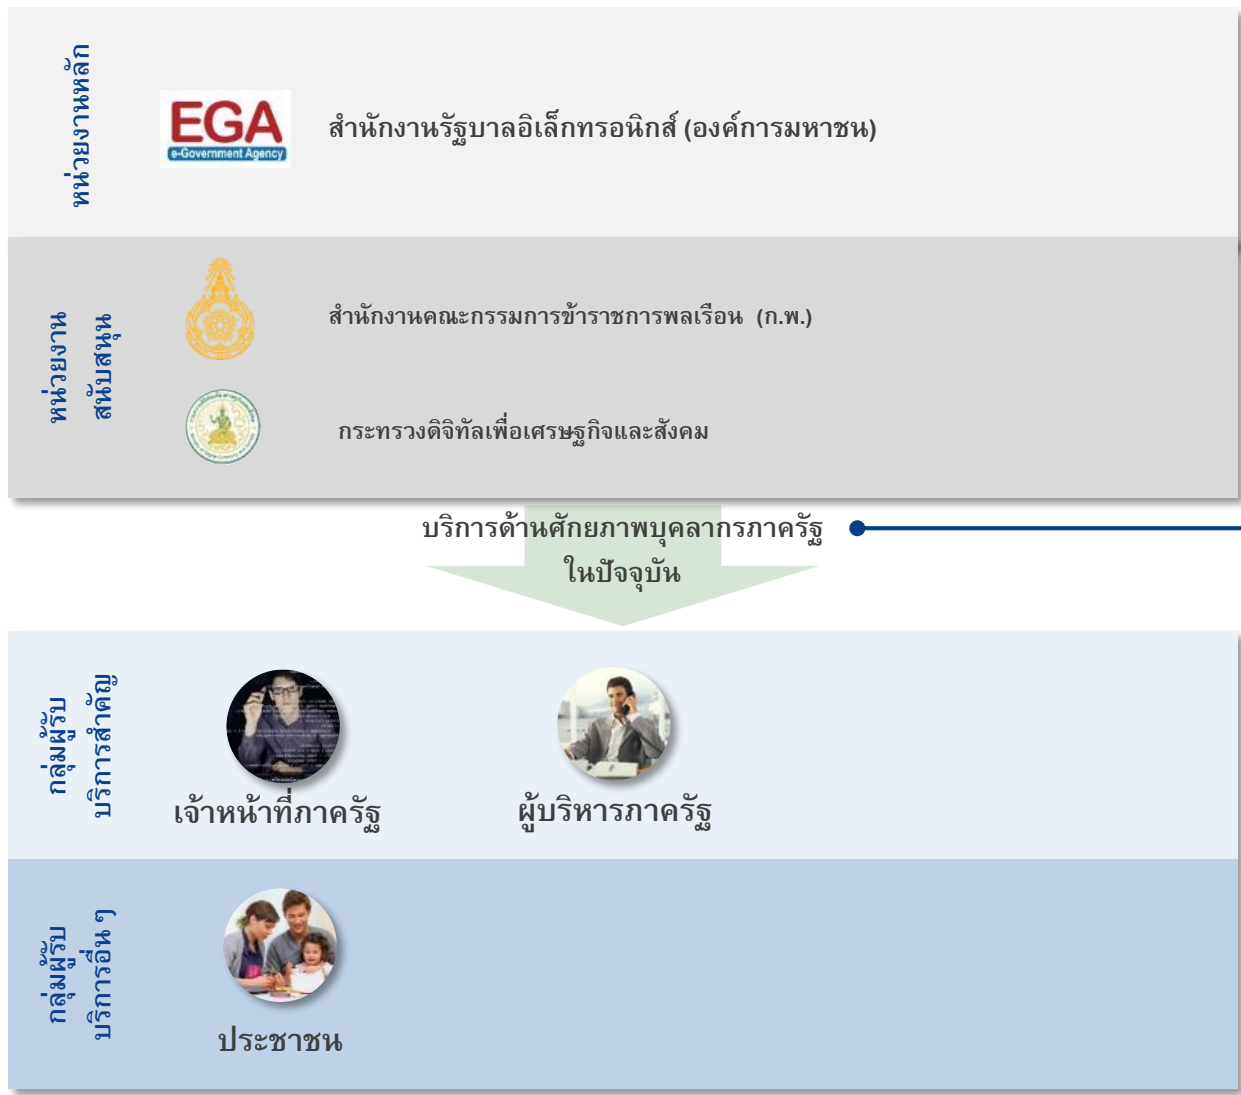 หน่วยงานหลัก
EGA
e-Government Agency
สำนักงานรัฐบาลอิเล็กทรอนิกส์ (องค์การมหาชน)
หน่วยงาน
สนับสนุน
สำนักงานคณะกรรมการข้าราชการพลเรือน (ก.พ.)
กระทรวงดิจิทัลเพื่อเศรษฐกิจและสังคม
บริการด้านศักยภาพบุคลากรภาครัฐ
ในปัจจุบัน
กลุ่มผู้รับ
บริการสำคัญ
เจ้าหน้าที่ภาครัฐ
ผู้บริหารภาครัฐ
กลุ่มผู้รับ
บริการอื่น ๆ
ประชาชน